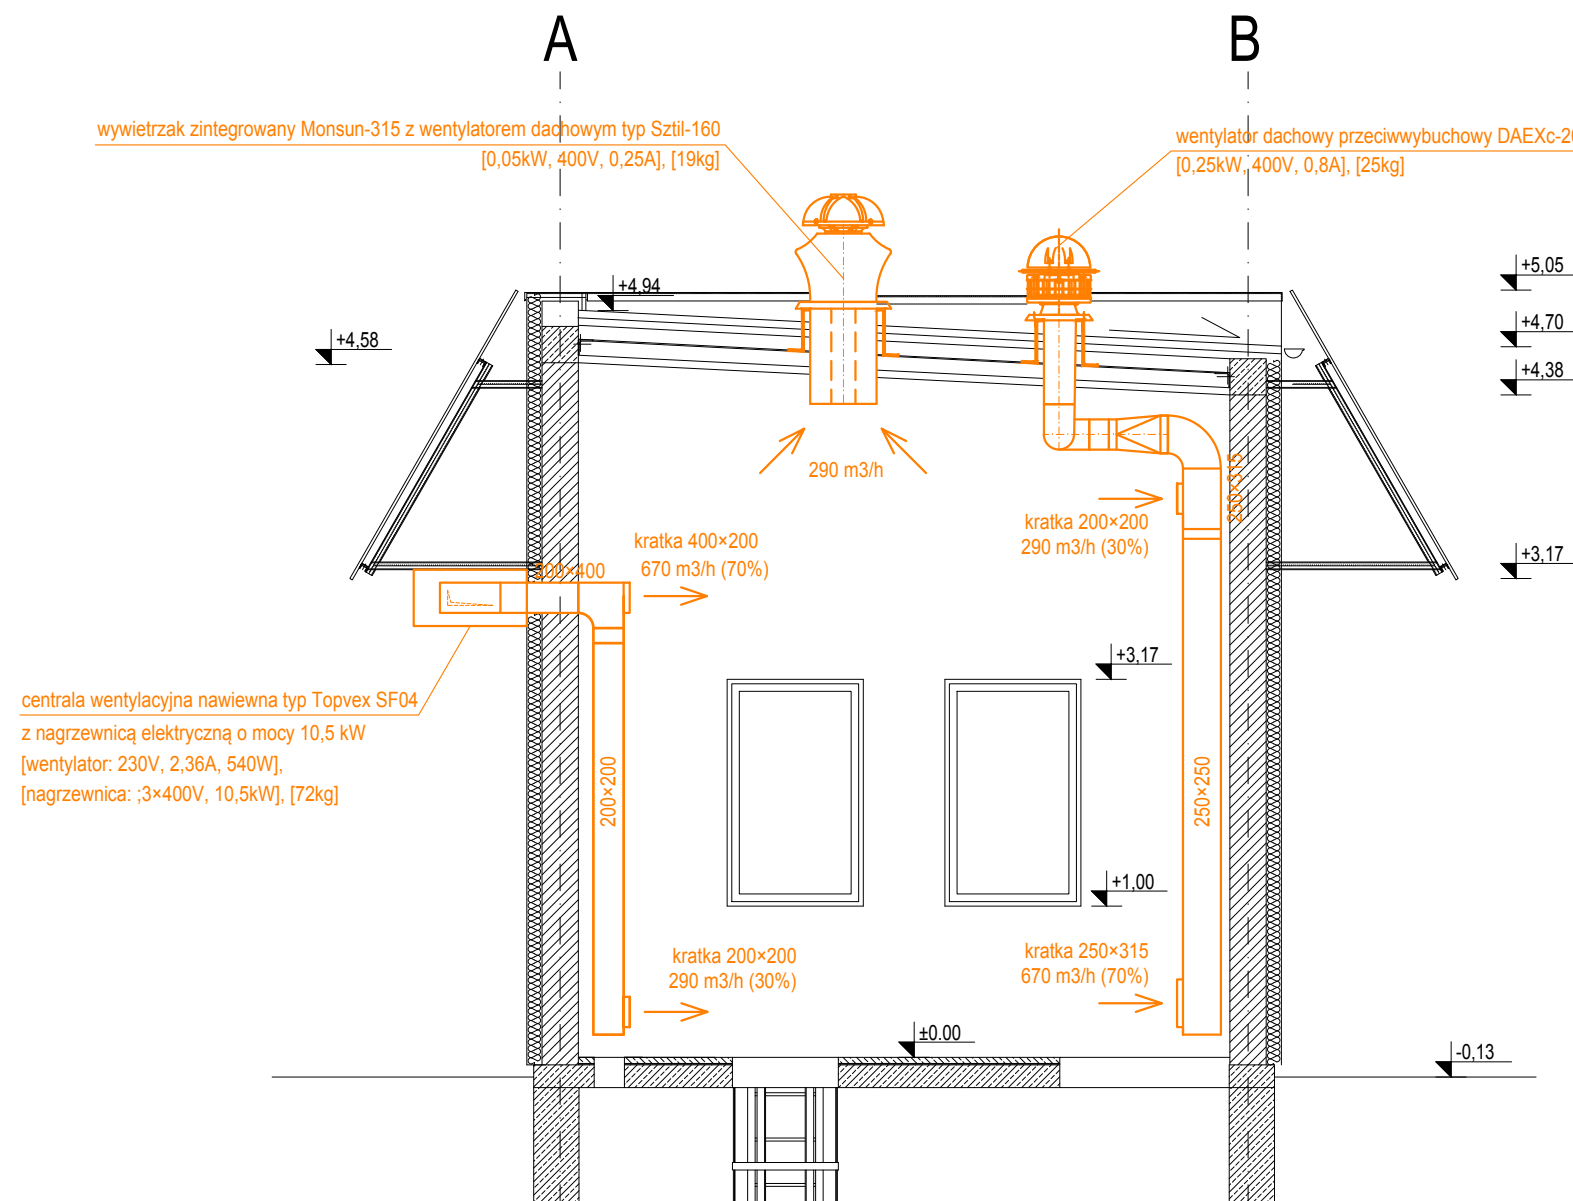 A
B
wywietrzak zintegrowany Monsun-315 z wentylatorem dachowym typ Sztil-160
[0,05kW, 400V, 0,25A], [19kg]
wentylator dachowy przeciwwybuchowy
[0,25kW, 400V, 0,8A], [25kg]
+4,94
+5,05
+4,58
+4,70
+4,38
290 m3/h
250×315
kratka 200×200
290 m3/h (30%)
kratka 400×200
670 m3/h (70%)
200×400
+3,17
+3,17
centrala wentylacyjna nawiewna typ Topvex SF04
z nagrzewnicą elektryczną o mocy 10,5 kW
[wentylator: 230V, 2,36A, 540W],
[nagrzewnica: ;3×400V, 10,5kW], [72kg]
200×200
250×250
+1,00
kratka 200×200
290 m3/h (30%)
kratka 250×315
670 m3/h (70%)
±0.00
-0,13